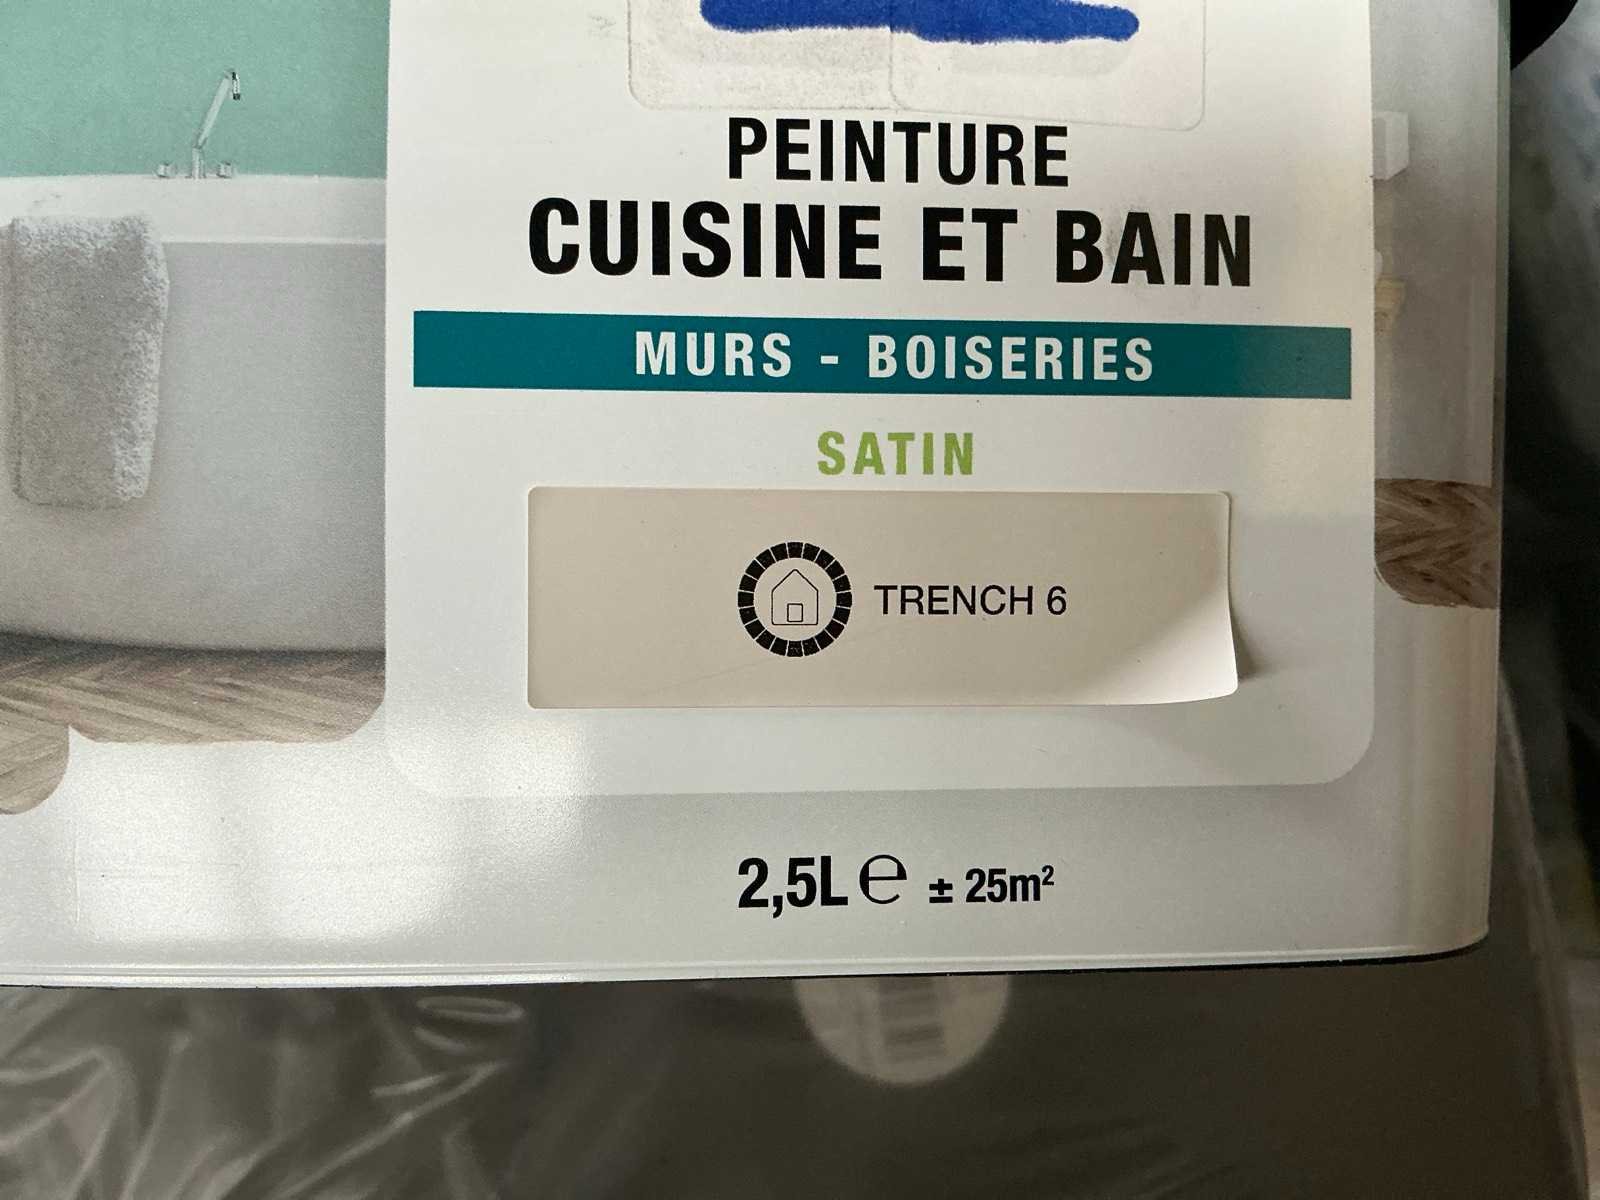 PEINTURE
CUISINE ET BAIN
MURS - BOISERIES
SATIN
TRENCH 6
2,5L ℮ ± 25m²